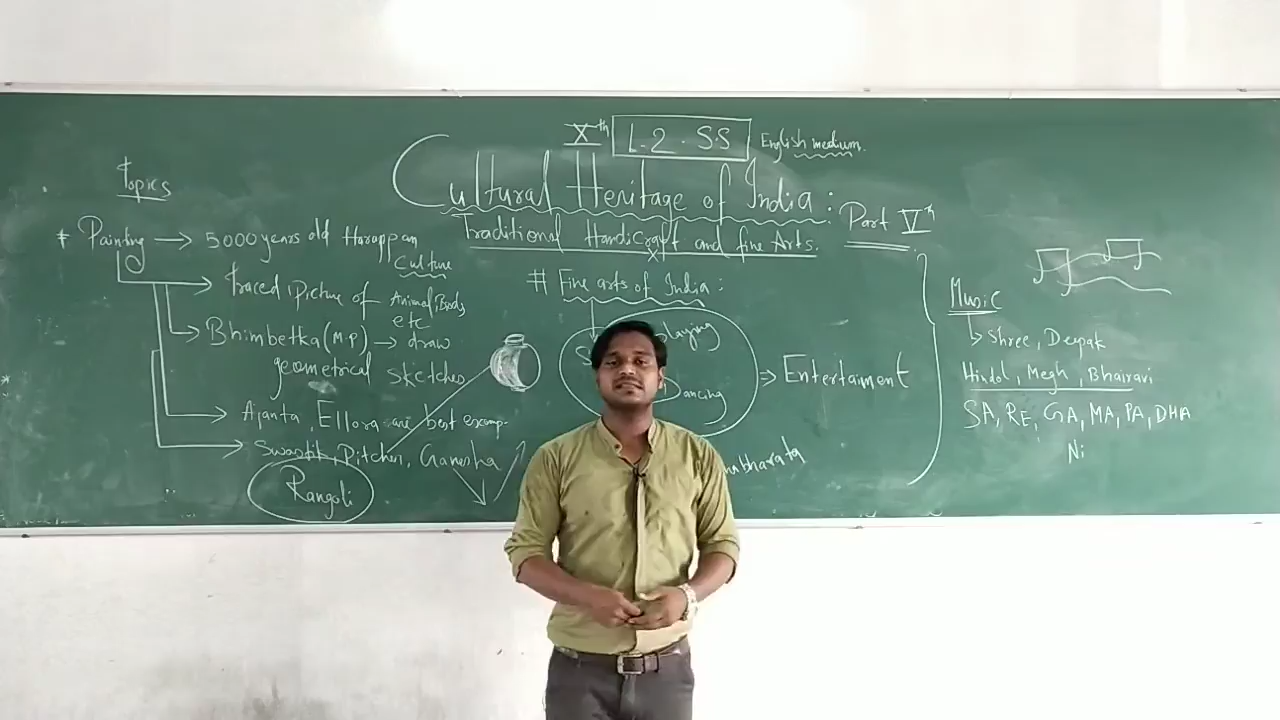 Xth L-2. S.S English medium.
Cultural Heritage of India:
Part Vth
Traditional Handicraft and fine Arts.
Topics
* Painting → 5000 years old Harappan
Culture
traced, Picture of Animal, Birds
etc
Bhimbetka (M.P) → draw
geometrical sketches
Ajanta, Ellora are best examp-
Swastik, Pitcher, Ganesha
Rangoli
# Fine arts of India:
playing
Dancing
⇒ Entertaiment
Music
↳ Shree, Deepak
Hindol, Megh, Bhairavi
SA, RE, GA, MA, PA, DHA
Ni